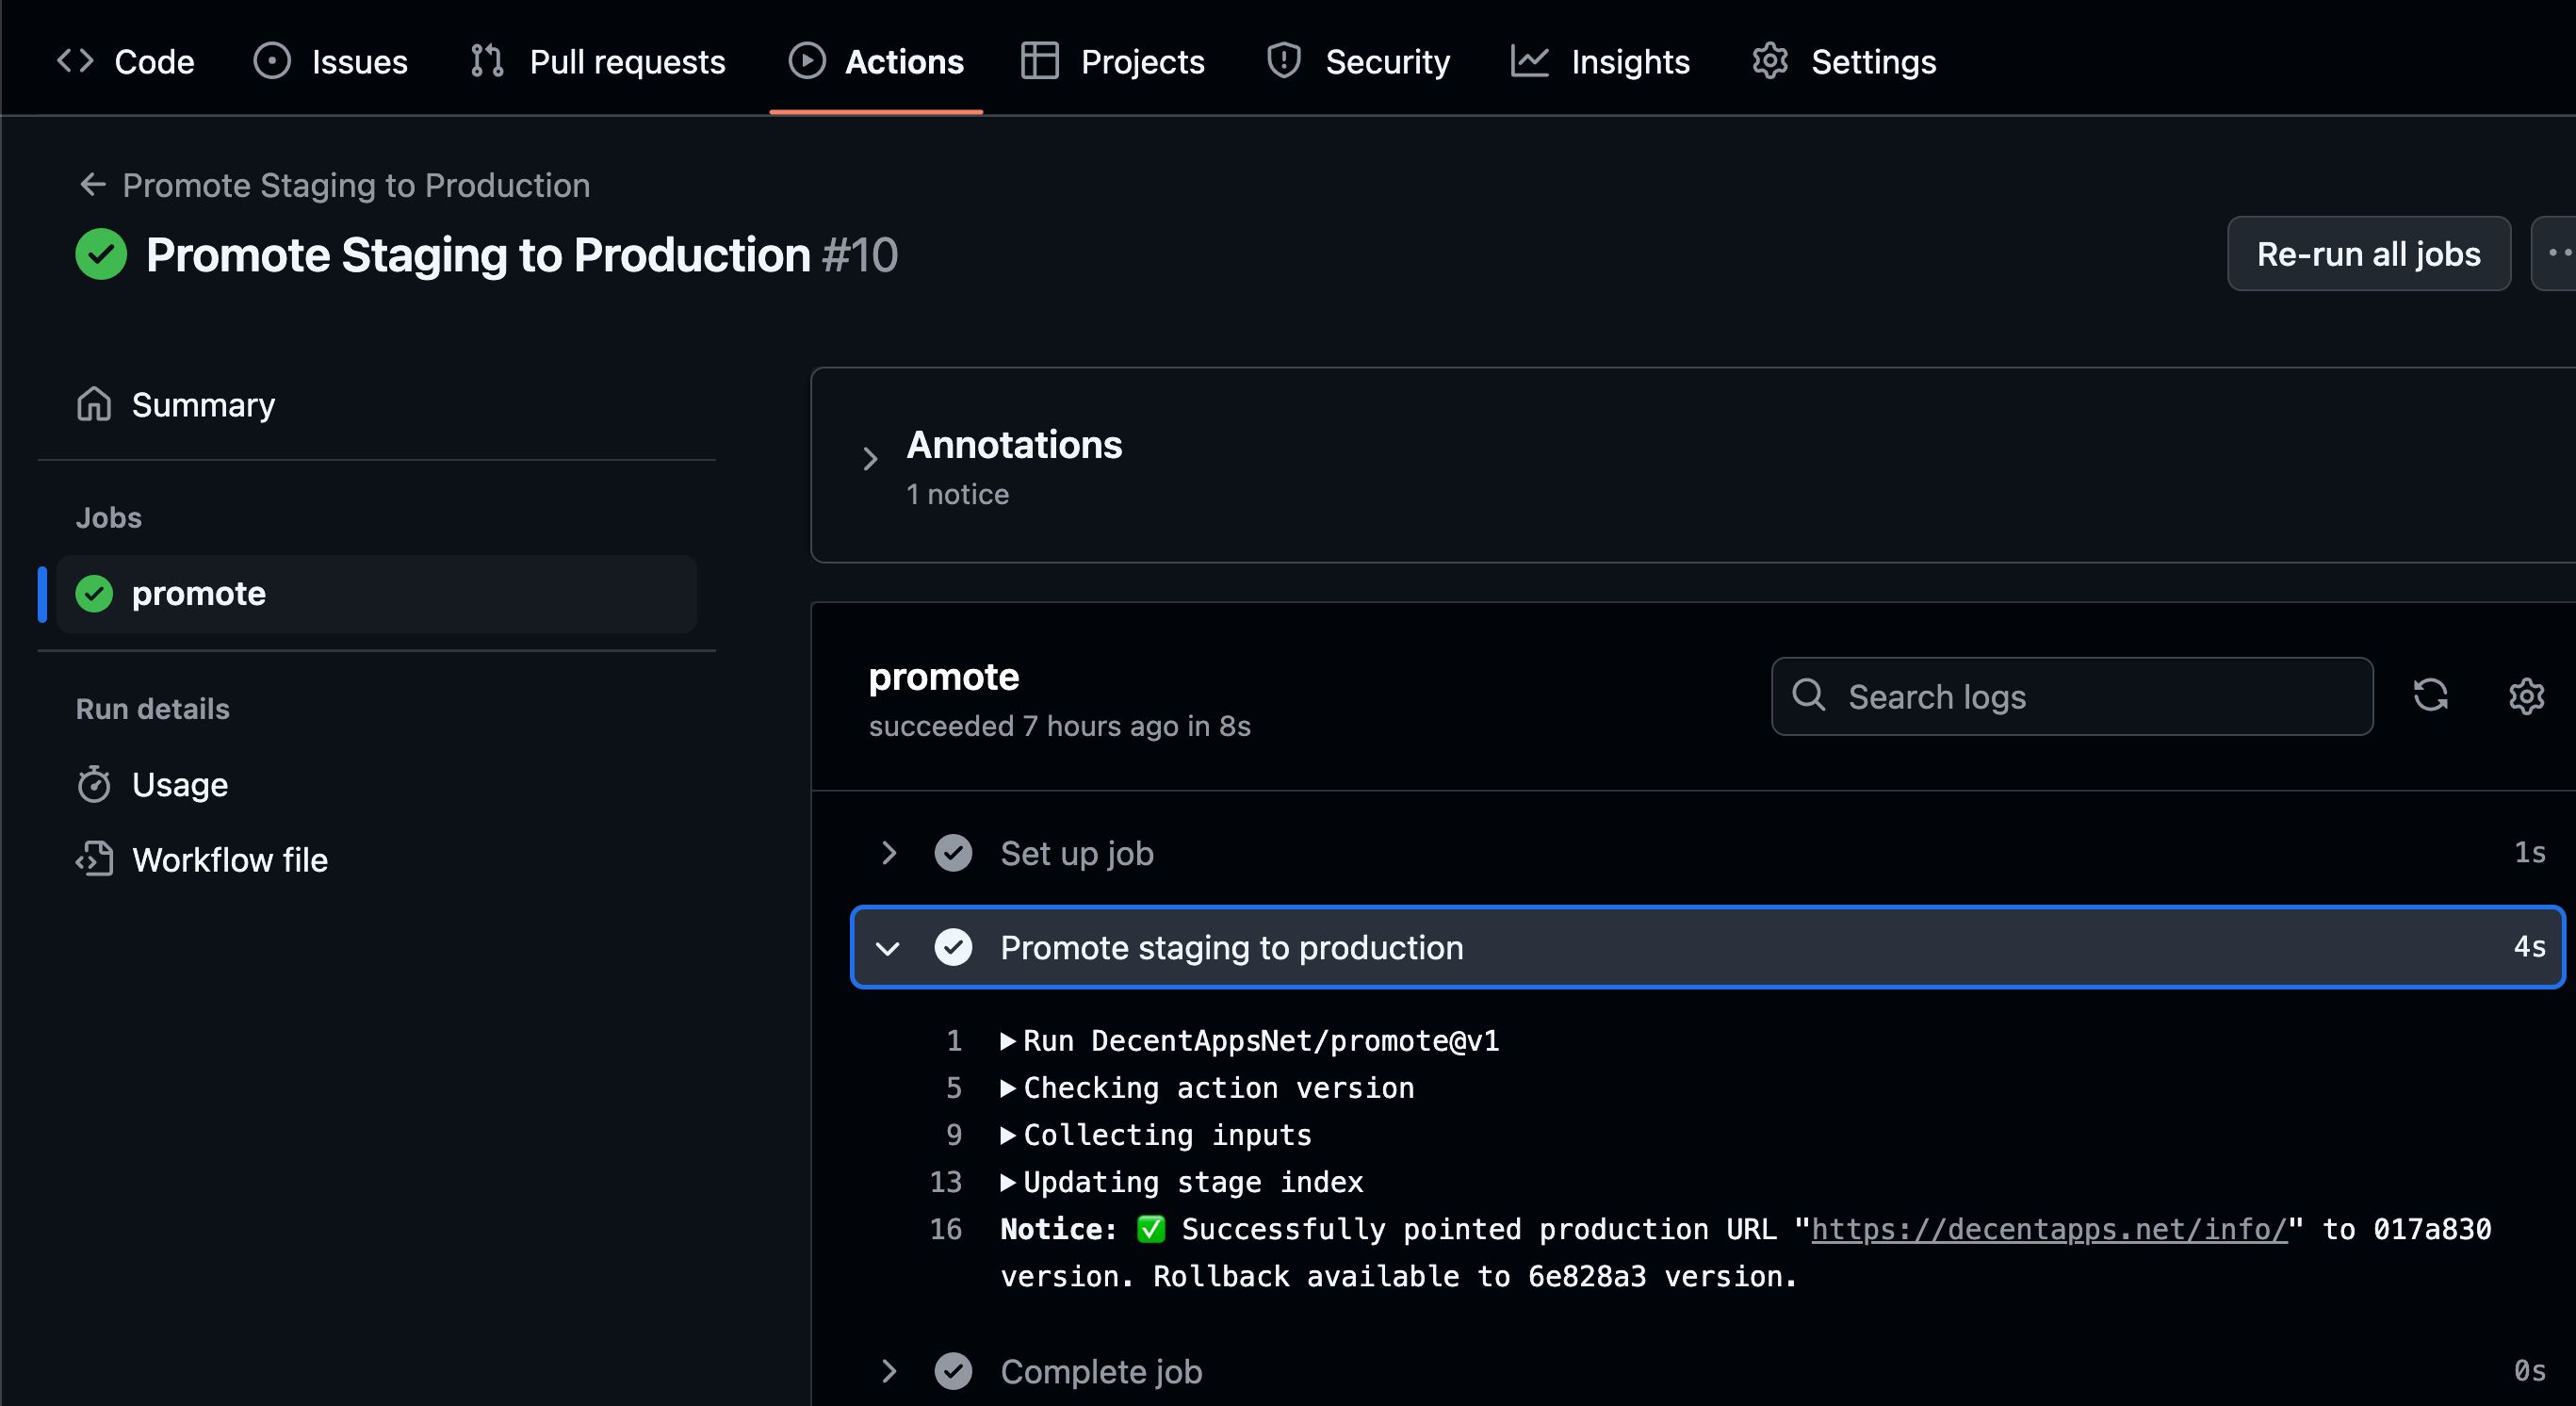 Code Issues Pull requests Actions Projects Security Insights Settings
Promote Staging to Production
Promote Staging to Production #10
Re-run all jobs
Summary
Jobs
promote
Run details
Usage
Workflow file
Annotations
1 notice
promote
succeeded 7 hours ago in 8s
Search logs
Set up job 1s
Promote staging to production 4s
1 Run DecentAppsNet/promote@v1
5 Checking action version
9 Collecting inputs
13 Updating stage index
16 Notice: ✅ Successfully pointed production URL "https://decentapps.net/info/" to 017a830
version. Rollback available to 6e828a3 version.
Complete job 0s